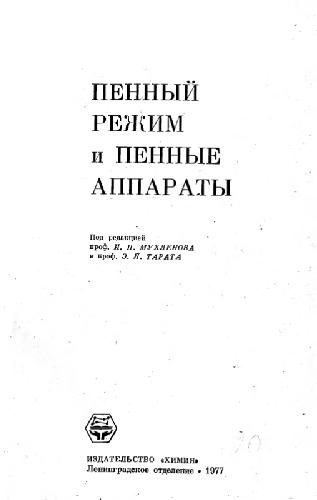 ПЕННЫЙ
РЕЖИМ
и ПЕННЫЕ
АППАРАТЫ
Под редакцией
проф. И. П. МУХЛЕНОВА
и проф. Э. Я. ТАРАТА
ИЗДАТЕЛЬСТВО «ХИМИЯ»
Ленинградское отделение • 1977